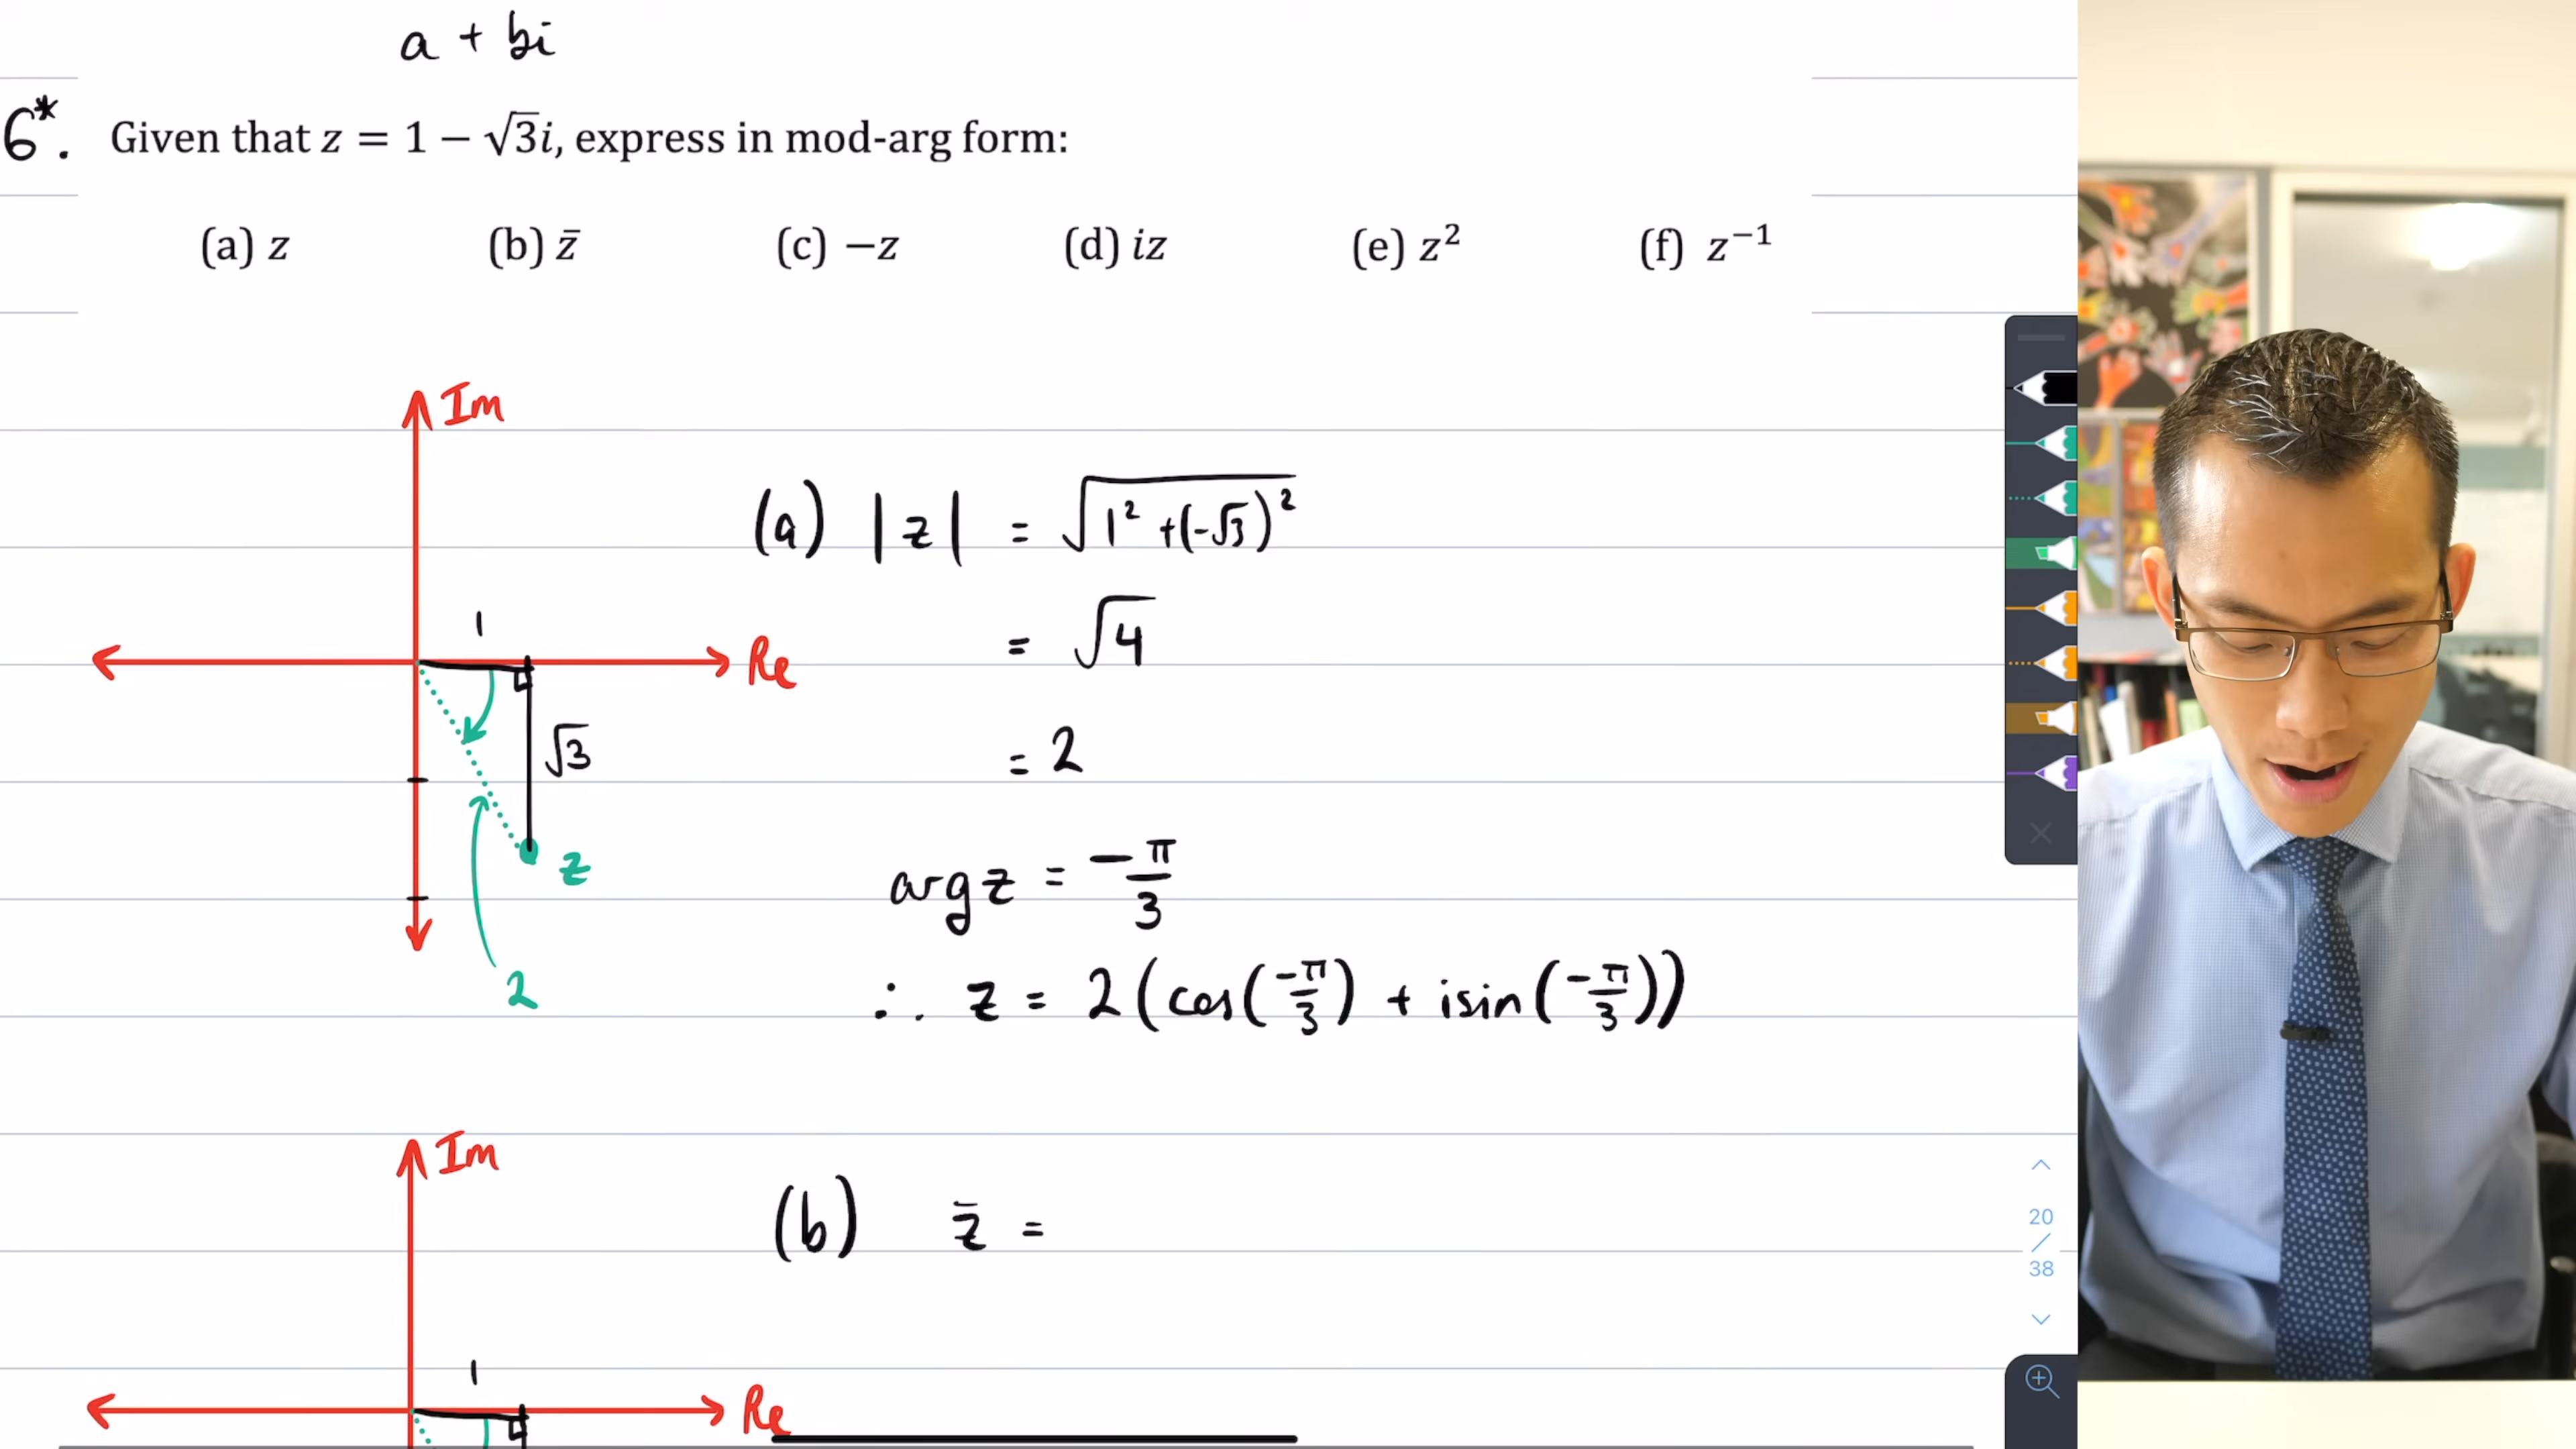 a + bi
6*. Given that z = 1 − √3i, express in mod-arg form:
(a) z (b) z̄ (c) −z (d) iz (e) z² (f) z⁻¹
Im
1
Re
√3
z
2
(a) |z| = √(1² + (-√3)²)
= √4
= 2
arg z = -π/3
∴ z = 2(cos(-π/3) + isin(-π/3))
Im
1
Re
(b) z̄ =
20
/
38